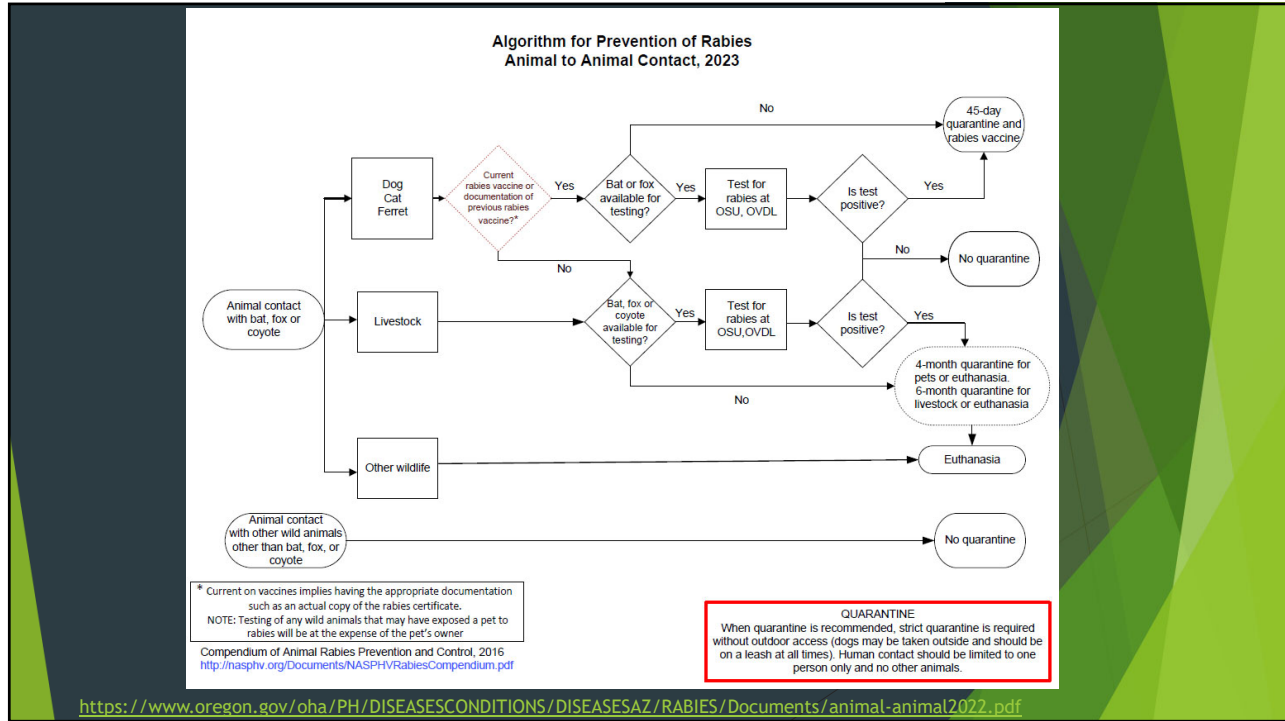 Algorithm for Prevention of Rabies
Animal to Animal Contact, 2023
No
45-day
quarantine and
rabies vaccine
Dog
Cat
Ferret
Current
rabies vaccine or
documentation of
previous rabies
vaccine?*
Yes
Bat or fox
available for
testing?
Yes
Test for
rabies at
OSU, OVDL
Is test
positive?
Yes
No
No quarantine
No
Animal contact
with bat, fox or
coyote
Livestock
Bat, fox or
coyote
available for
testing?
Yes
Test for
rabies at
OSU,OVDL
Is test
positive?
Yes
4-month quarantine for
pets or euthanasia.
6-month quarantine for
livestock or euthanasia
No
Other wildlife
Euthanasia
Animal contact
with other wild animals
other than bat, fox, or
coyote
No quarantine
* Current on vaccines implies having the appropriate documentation
such as an actual copy of the rabies certificate.
NOTE: Testing of any wild animals that may have exposed a pet to
rabies will be at the expense of the pet's owner
Compendium of Animal Rabies Prevention and Control, 2016
http://nasphv.org/Documents/NASPHVRabiesCompendium.pdf
QUARANTINE
When quarantine is recommended, strict quarantine is required
without outdoor access (dogs may be taken outside and should be
on a leash at all times). Human contact should be limited to one
person only and no other animals.
https://www.oregon.gov/oha/PH/DISEASESCONDITIONS/DISEASESAZ/RABIES/Documents/animal-animal2022.pdf